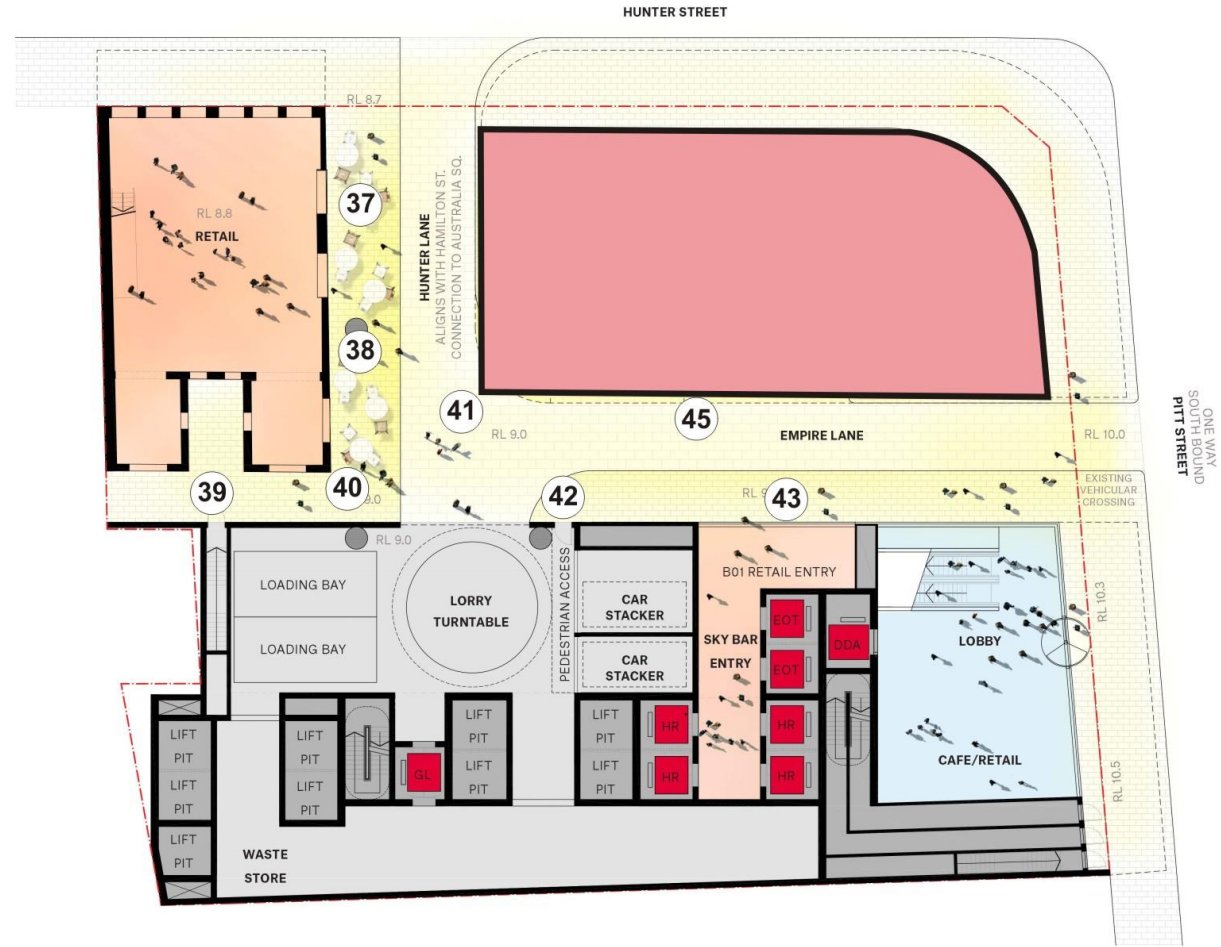 HUNTER STREET
RL 8.7
37
RL 8.8
RETAIL
HUNTER LANE
ALIGNS WITH HAMILTON ST.
CONNECTION TO AUSTRALIA SQ.
38
41
45
RL 9.0
EMPIRE LANE
RL 10.0
ONE WAY
SOUTH BOUND
PITT STREET
39
40
9.0
42
RL 9
43
EXISTING
VEHICULAR
CROSSING
RL 9.0
LOADING BAY
LOADING BAY
LORRY
TURNTABLE
PEDESTRIAN ACCESS
CAR
STACKER
CAR
STACKER
B01 RETAIL ENTRY
SKY BAR
ENTRY
EOT
EOT
DDA
LOBBY
RL 10.3
LIFT
PIT
LIFT
PIT
LIFT
PIT
LIFT
PIT
LIFT
PIT
GL
LIFT
PIT
LIFT
PIT
LIFT
PIT
LIFT
PIT
HR
HR
HR
HR
CAFE/RETAIL
RL 10.5
WASTE
STORE